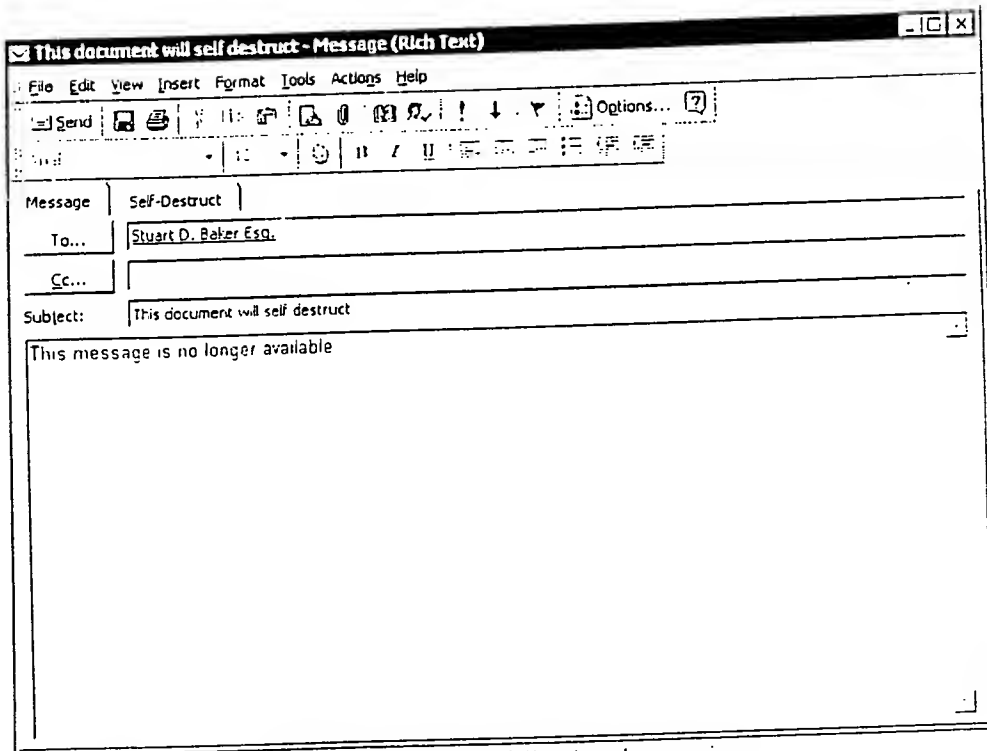 This document will self destruct - Message (Rich Text)
File Edit View Insert Format Tools Actions Help
Send Options...
B I U
Message Self-Destruct
To... Stuart D. Baker Esq.
Cc...
Subject: This document will self destruct
This message is no longer available